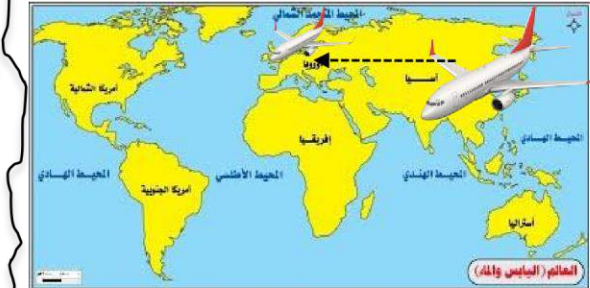 المحيط المتجمد الشمالي
أوروبا
آسيا
أمريكا الشمالية
إفريقيا
المحيط الهادي
المحيط الهندي
المحيط الأطلسي
المحيط الهادي
أمريكا الجنوبية
أستراليا
العالم (اليابس والماء)